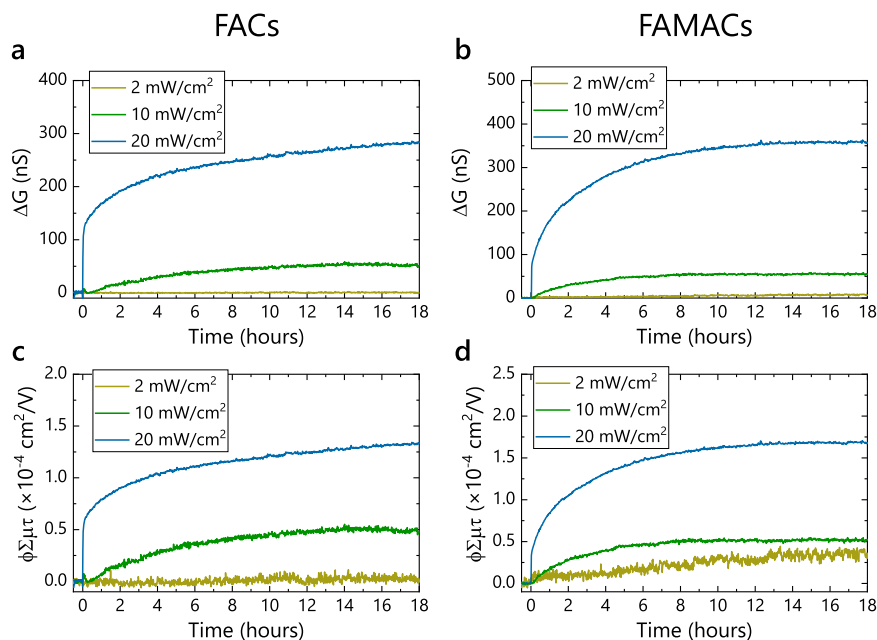 FACs
FAMACs
a
400
300
200
100
0
ΔG (nS)
2 mW/cm²
10 mW/cm²
20 mW/cm²
0 2 4 6 8 10 12 14 16 18
Time (hours)
b
500
400
300
200
100
0
ΔG (nS)
2 mW/cm²
10 mW/cm²
20 mW/cm²
0 2 4 6 8 10 12 14 16 18
Time (hours)
c
2.0
1.5
1.0
0.5
0.0
ϕΣμτ (×10⁻⁴ cm²/V)
2 mW/cm²
10 mW/cm²
20 mW/cm²
0 2 4 6 8 10 12 14 16 18
Time (hours)
d
2.5
2.0
1.5
1.0
0.5
0.0
ϕΣμτ (×10⁻⁴ cm²/V)
2 mW/cm²
10 mW/cm²
20 mW/cm²
0 2 4 6 8 10 12 14 16 18
Time (hours)